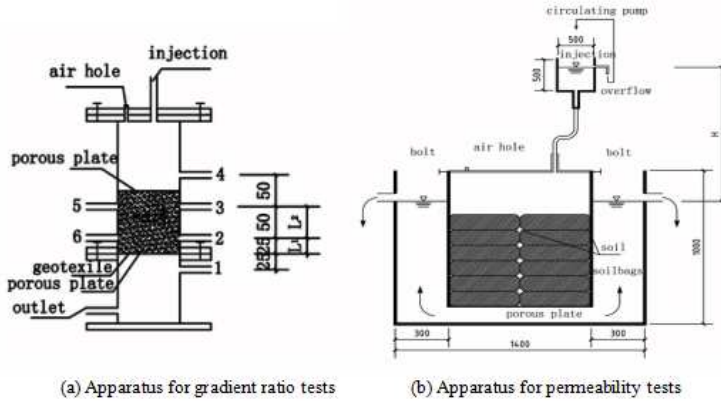 injection
air hole
porous plate
4
50
5
3
50
L₂
6
2
25
L₁
geotexile
25
1
porous plate
outlet
circulating pump
500
injection
500
overflow
H
bolt
air hole
bolt
soil
soilbags
1000
porous plate
300
300
1400
(a) Apparatus for gradient ratio tests
(b) Apparatus for permeability tests